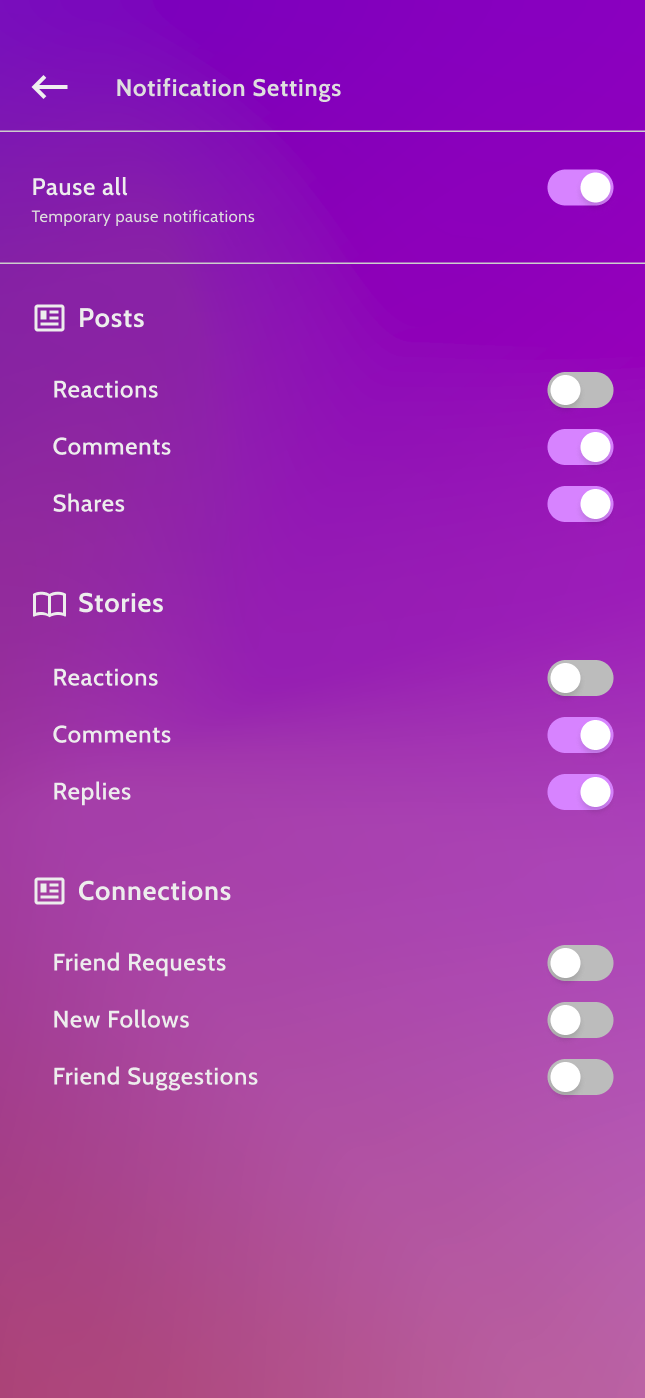 Notification Settings
Pause all
Temporary pause notifications
Posts
Reactions
Comments
Shares
Stories
Reactions
Comments
Replies
Connections
Friend Requests
New Follows
Friend Suggestions